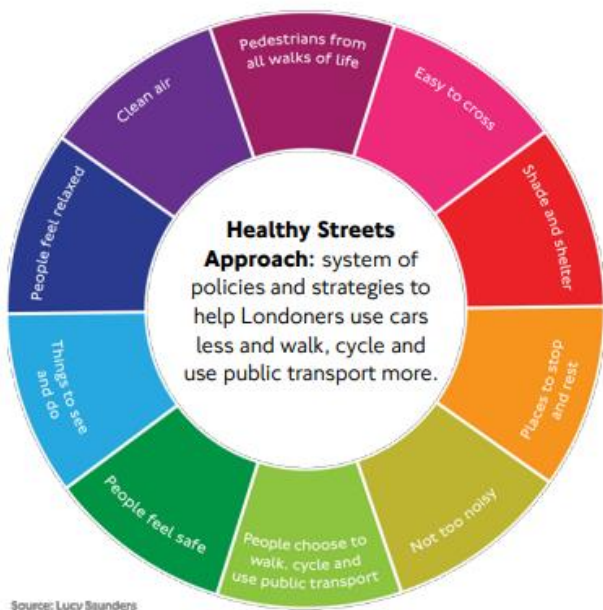 Pedestrians from
all walks of life
Easy to cross
Shade and shelter
Places to stop
and rest
Not too noisy
People choose to
walk, cycle and
use public transport
People feel safe
Things to see
and do
People feel relaxed
Clean air
Healthy Streets
Approach: system of
policies and strategies to
help Londoners use cars
less and walk, cycle and
use public transport more.
Source: Lucy Saunders